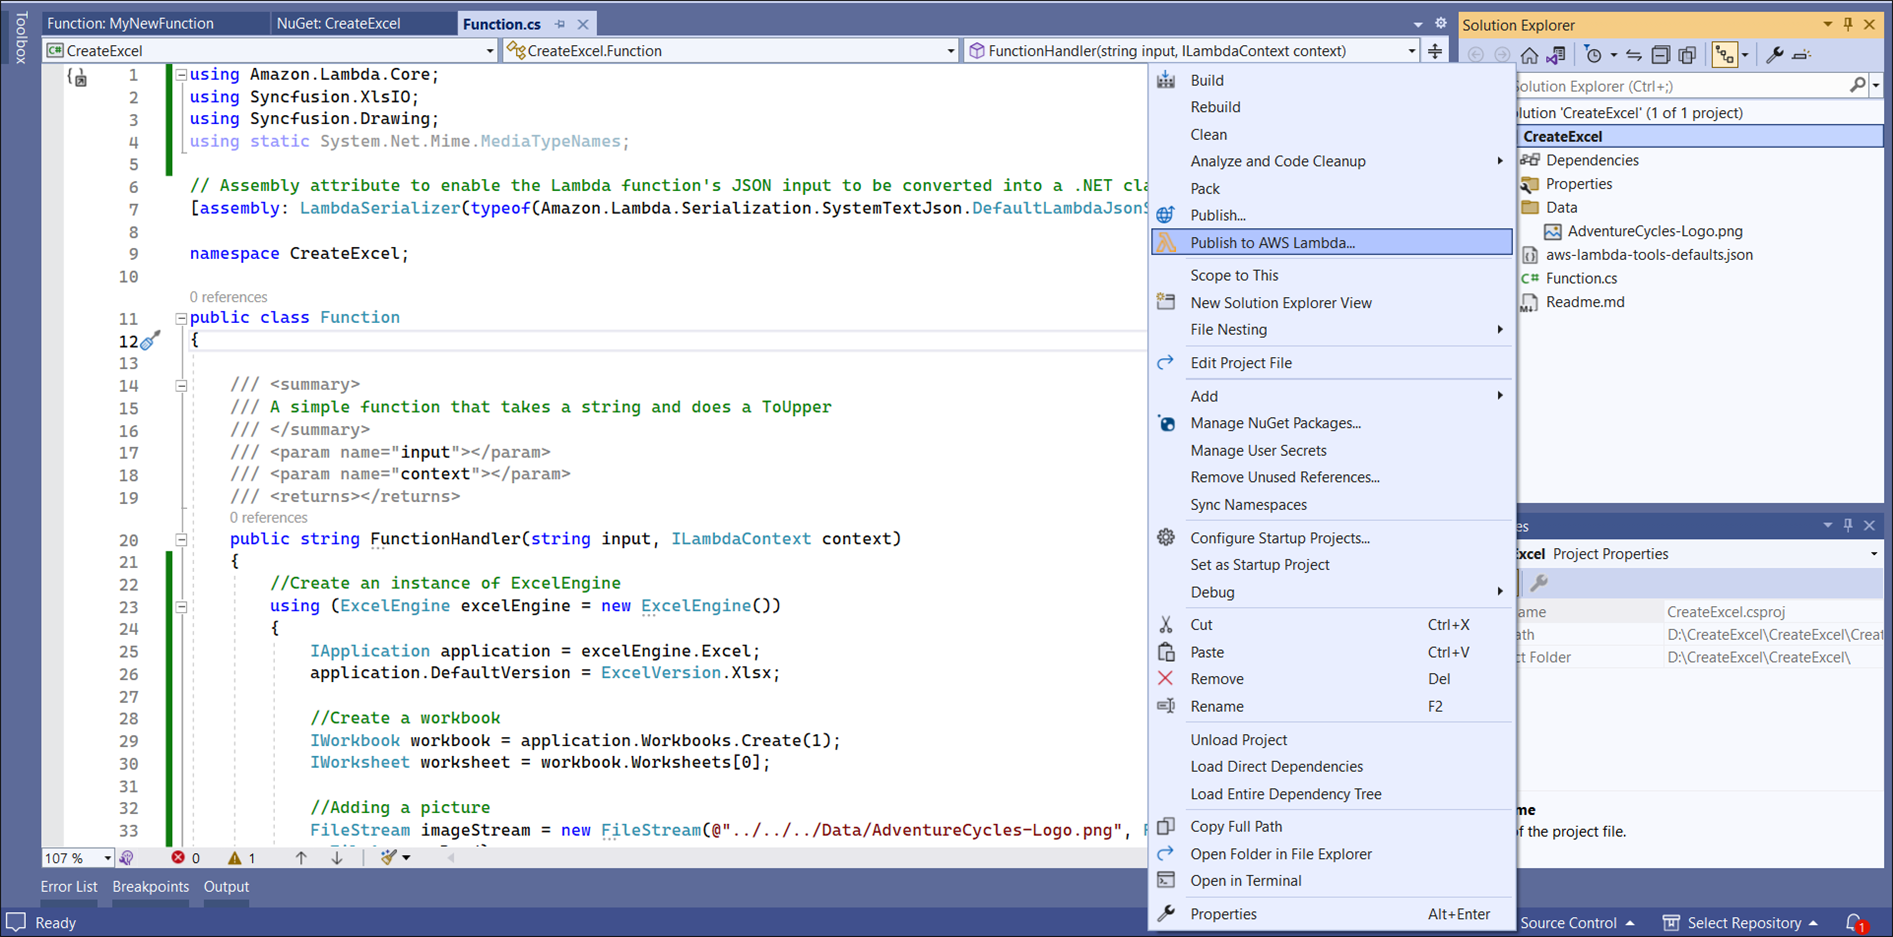 Toolbox
Function: MyNewFunction
NuGet: CreateExcel
Function.cs
CreateExcel
CreateExcel.Function
FunctionHandler(string input, ILambdaContext context)
1 using Amazon.Lambda.Core;
2 using Syncfusion.XlsIO;
3 using Syncfusion.Drawing;
4 using static System.Net.Mime.MediaTypeNames;
5
6 // Assembly attribute to enable the Lambda function's JSON input to be converted into a .NET cla
7 [assembly: LambdaSerializer(typeof(Amazon.Lambda.Serialization.SystemTextJson.DefaultLambdaJsonS
8
9 namespace CreateExcel;
10
0 references
11 public class Function
12 {
13
14 /// <summary>
15 /// A simple function that takes a string and does a ToUpper
16 /// </summary>
17 /// <param name="input"></param>
18 /// <param name="context"></param>
19 /// <returns></returns>
0 references
20 public string FunctionHandler(string input, ILambdaContext context)
21 {
22 //Create an instance of ExcelEngine
23 using (ExcelEngine excelEngine = new ExcelEngine())
24 {
25 IApplication application = excelEngine.Excel;
26 application.DefaultVersion = ExcelVersion.Xlsx;
27
28 //Create a workbook
29 IWorkbook workbook = application.Workbooks.Create(1);
30 IWorksheet worksheet = workbook.Worksheets[0];
31
32 //Adding a picture
33 FileStream imageStream = new FileStream(@"../../../Data/AdventureCycles-Logo.png", F
107 %
0
1
Error List
Breakpoints
Output
Ready
Build
Rebuild
Clean
Analyze and Code Cleanup
Pack
Publish...
Publish to AWS Lambda...
Scope to This
New Solution Explorer View
File Nesting
Edit Project File
Add
Manage NuGet Packages...
Manage User Secrets
Remove Unused References...
Sync Namespaces
Configure Startup Projects...
Set as Startup Project
Debug
Cut Ctrl+X
Paste Ctrl+V
Remove Del
Rename F2
Unload Project
Load Direct Dependencies
Load Entire Dependency Tree
Copy Full Path
Open Folder in File Explorer
Open in Terminal
Properties Alt+Enter
Solution Explorer
Solution Explorer (Ctrl+;)
olution 'CreateExcel' (1 of 1 project)
CreateExcel
Dependencies
Properties
Data
AdventureCycles-Logo.png
aws-lambda-tools-defaults.json
C# Function.cs
Readme.md
es
Excel Project Properties
ame CreateExcel.csproj
ath D:\CreateExcel\CreateExcel\Creat
ct Folder D:\CreateExcel\CreateExcel\
me
of the project file.
Source Control
Select Repository
1